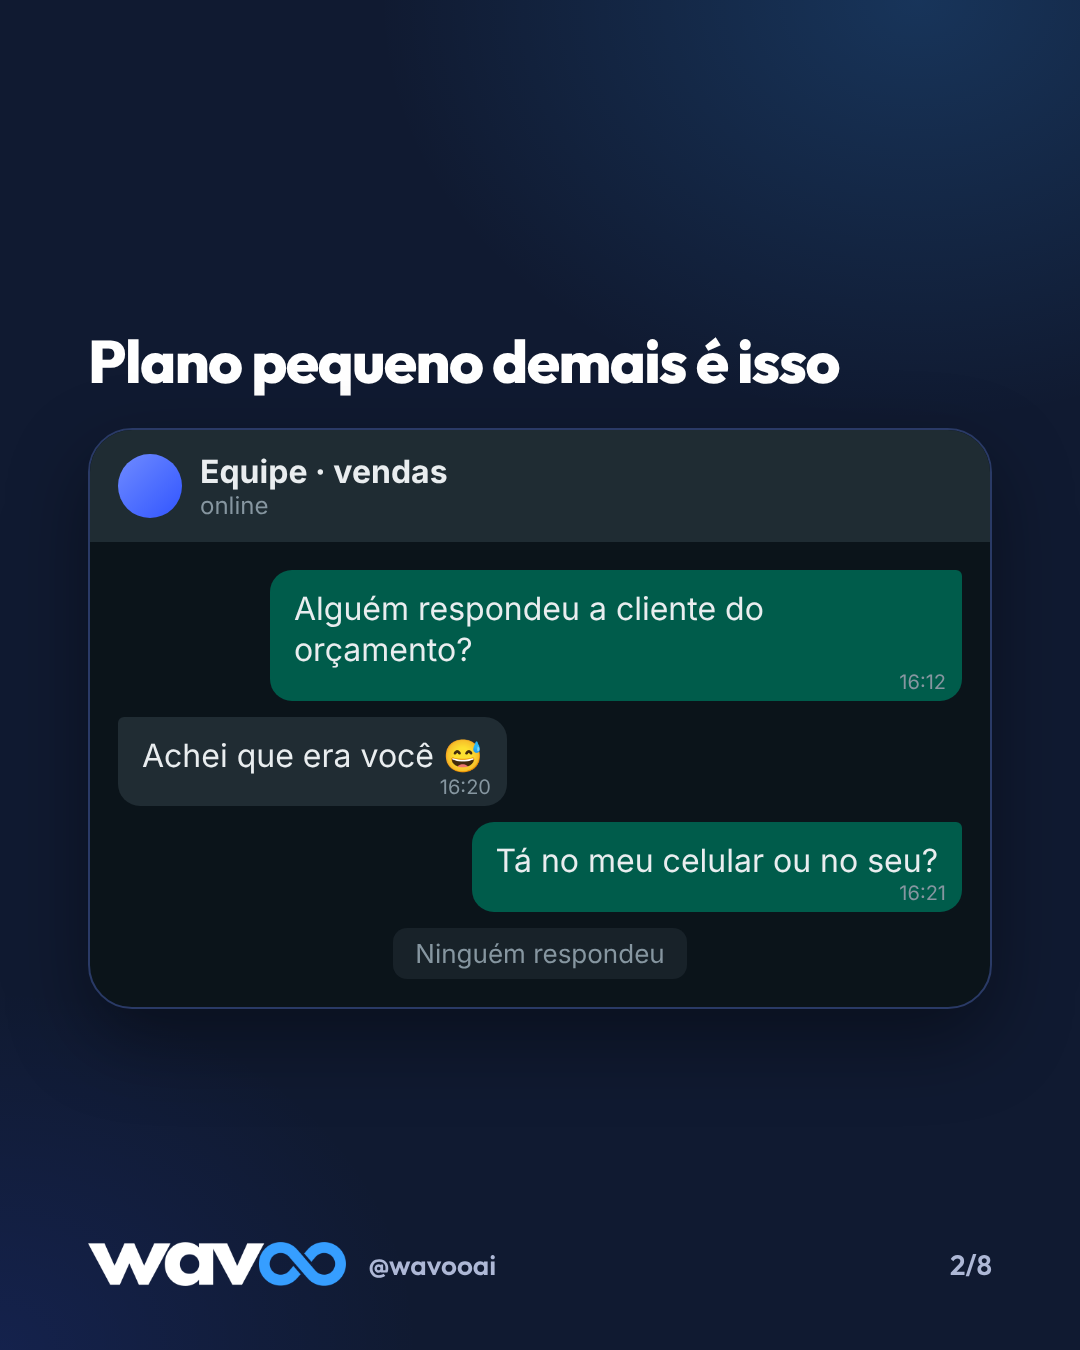 Plano pequeno demais é isso
Equipe · vendas
online
Alguém respondeu a cliente do
orçamento?
16:12
Achei que era você 😅
16:20
Tá no meu celular ou no seu?
16:21
Ninguém respondeu
wavoo
@wavooai
2/8